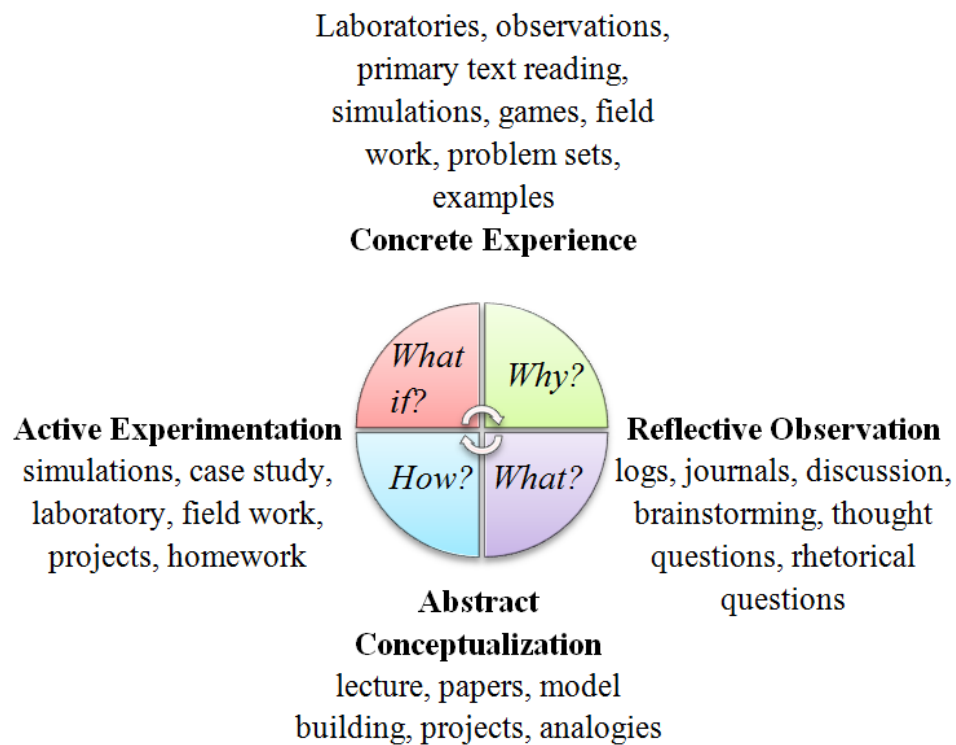 Laboratories, observations,
primary text reading,
simulations, games, field
work, problem sets,
examples
Concrete Experience
What
if?
Why?
Active Experimentation
simulations, case study,
laboratory, field work,
projects, homework
How?
What?
Reflective Observation
logs, journals, discussion,
brainstorming, thought
questions, rhetorical
questions
Abstract
Conceptualization
lecture, papers, model
building, projects, analogies